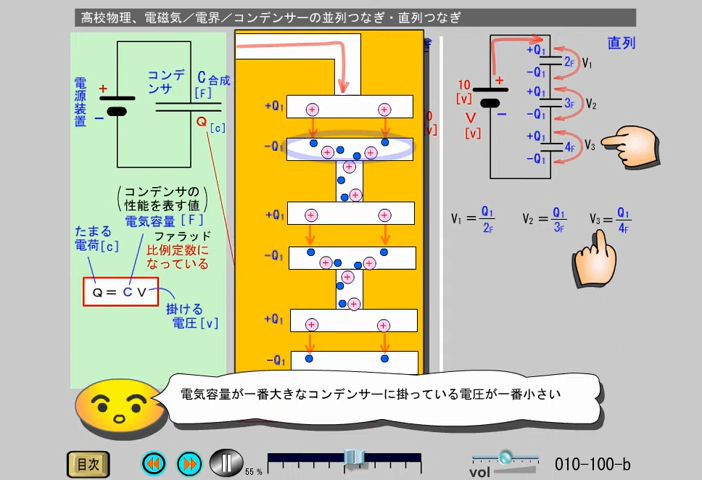 高校物理、電磁気／電界／コンデンサーの並列つなぎ・直列つなぎ
電源装置
+
−
コンデンサ
C合成
[F]
Q[c]
(コンデンサの
性能を表す値)
電気容量[F]
ファラッド
たまる
電荷[c]
比例定数に
なっている
Q = C V
掛ける
電圧[v]
+Q₁
−Q₁
+Q₁
−Q₁
+Q₁
−Q₁
直列
10
[v]
V
[v]
+
−
+Q₁
2F
V₁
−Q₁
+Q₁
3F
V₂
−Q₁
+Q₁
4F
V₃
−Q₁
V₁ = Q₁/2F
V₂ = Q₁/3F
V₃ = Q₁/4F
電気容量が一番大きなコンデンサーに掛っている電圧が一番小さい
目次
55 %
vol
010-100-b